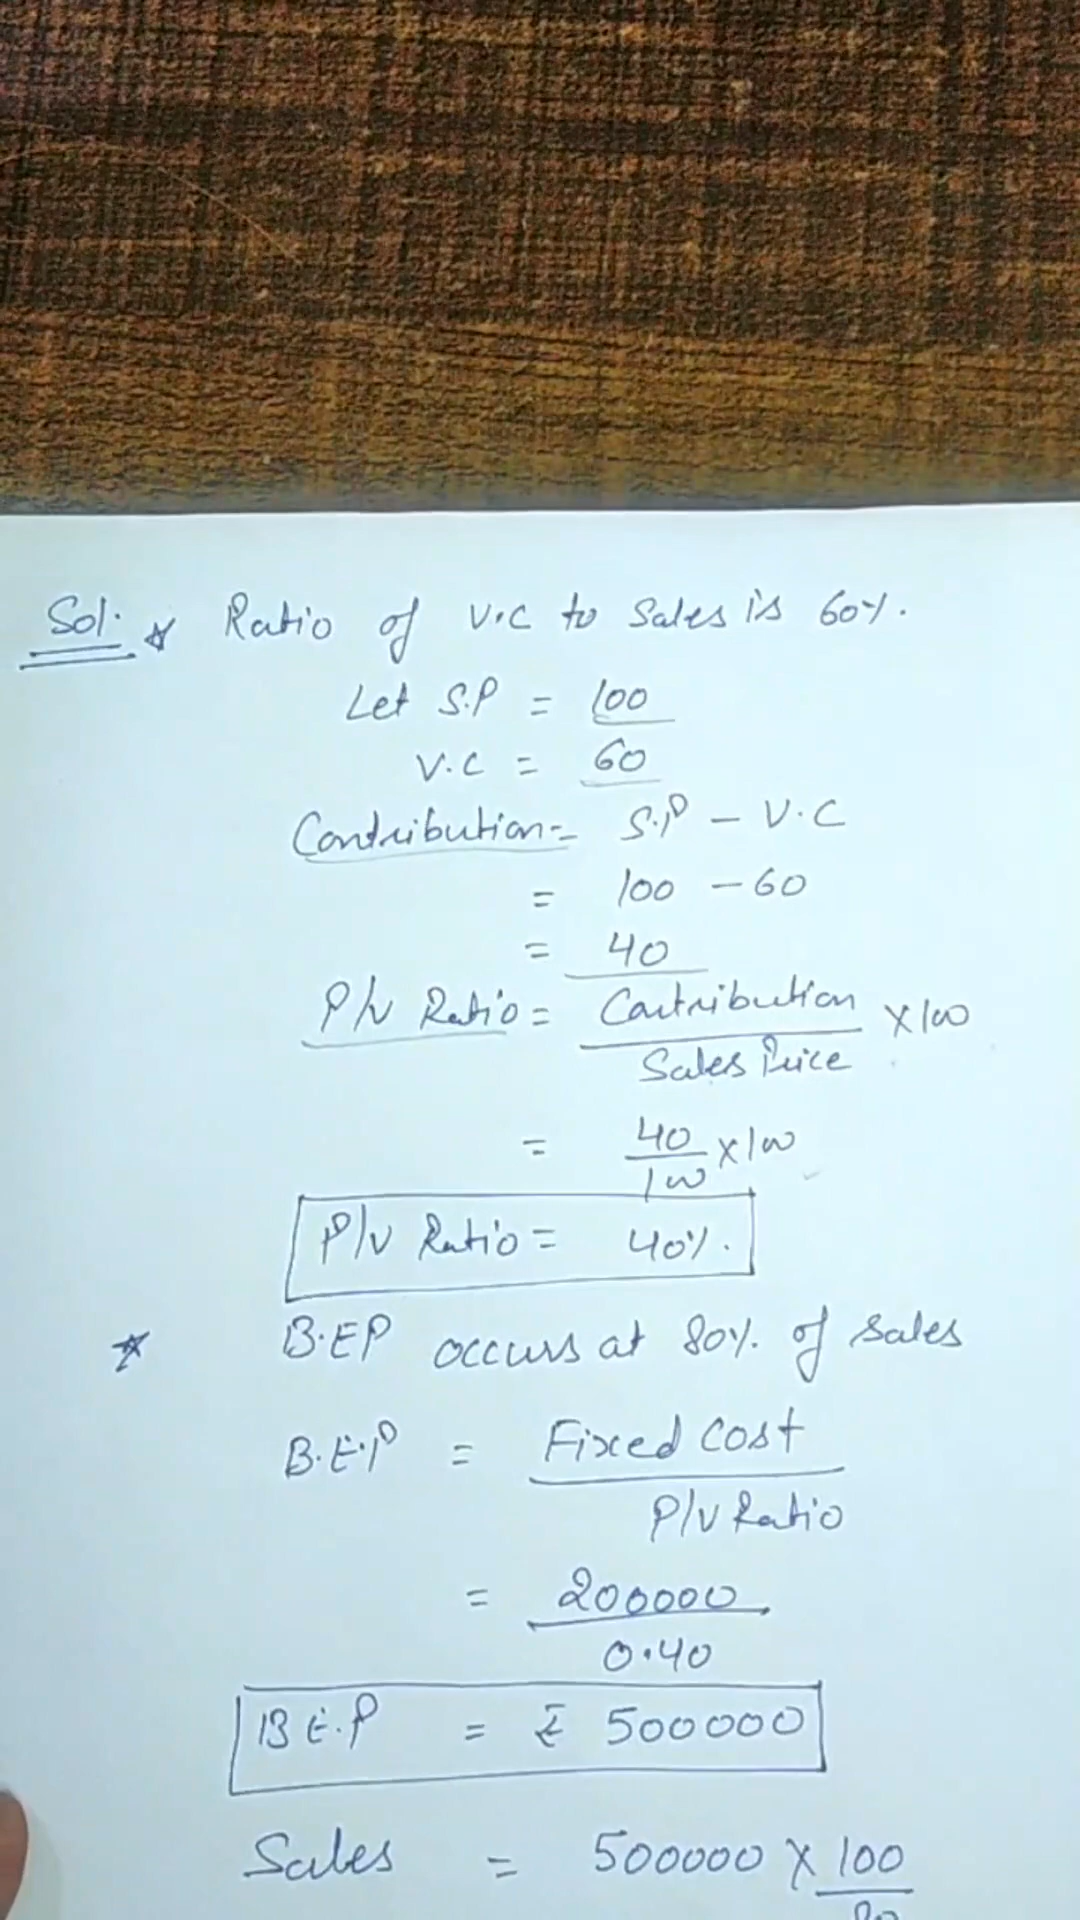 Sol. ☆ Ratio of V.C to Sales is 60%.
Let S.P = 100
V.C = 60
Contribution = S.P - V.C
= 100 - 60
= 40
P/V Ratio = Contribution / Sales Price × 100
= 40/100 × 100
P/V Ratio = 40%.
☆ B.EP occurs at 80% of Sales
B.E.P = Fixed Cost / P/V Ratio
= 200000 / 0.40
B E.P = ₹ 500000
Sales = 500000 × 100